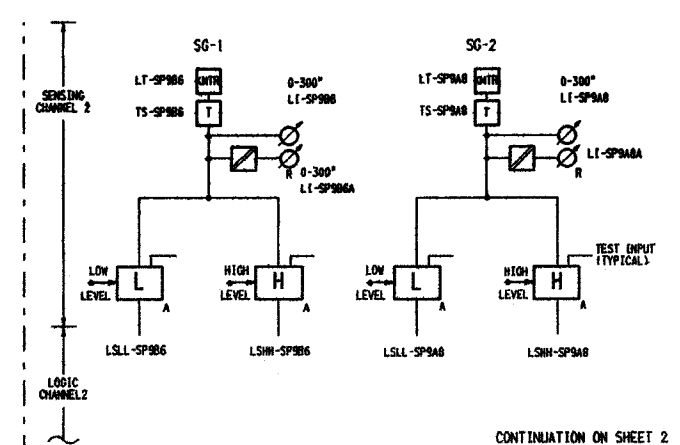 SG-1
SG-2
LT-SP9B6
CNTR
0-300"
LI-SP9B6
TS-SP9B6
T
LT-SP9A8
CNTR
0-300"
LI-SP9A8
TS-SP9A8
T
SENSING
CHANNEL 2
R
0-300"
LI-SP9B6A
LI-SP9A8A
R
LOW
LEVEL
L
A
HIGH
LEVEL
H
A
LOW
LEVEL
L
A
HIGH
LEVEL
H
A
TEST INPUT
(TYPICAL)
LSLL-SP9B6
LSHH-SP9B6
LSLL-SP9A8
LSHH-SP9A8
LOGIC
CHANNEL2
CONTINUATION ON SHEET 2